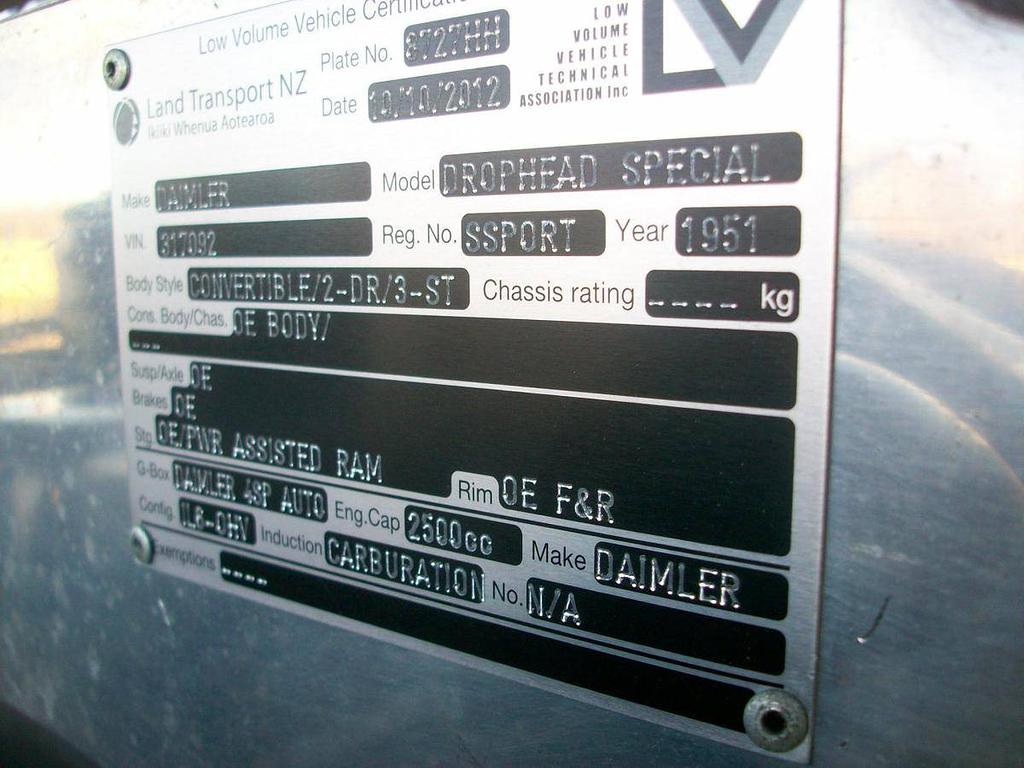 Low Volume Vehicle Certification
Plate No. 8727HH
Date 10/10/2012
LOW
VOLUME
VEHICLE
TECHNICAL
ASSOCIATION Inc
LV
Land Transport NZ
Ikiiki Whenua Aotearoa
Make DAIMLER Model DROPHEAD SPECIAL
VIN. 317092 Reg. No. SSPORT Year 1951
Body Style CONVERTIBLE/2-DR/3-ST Chassis rating ---- kg
Cons. Body/Chas. OE BODY/
---
Susp/Axle OE
Brakes OE
Stg OE/PWR ASSISTED RAM Rim OE F&R
G-Box DAIMLER 4SP AUTO Eng.Cap 2500cc Make DAIMLER
Config. IL6-OHV Induction CARBURATION No. N/A
Exemptions ----